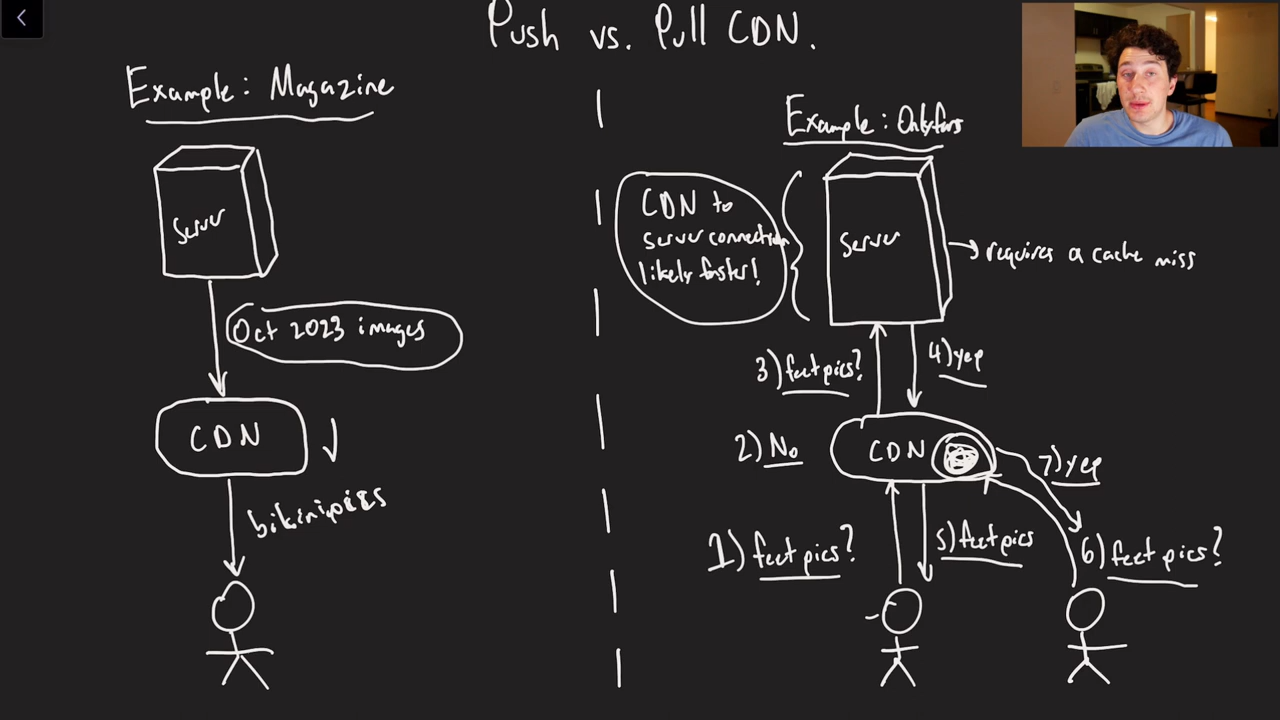 Push vs. Pull CDN.
Example: Magazine
Server
Oct 2023 images
CDN
bikini pics
Example: Onlyfans
CDN to
server connection
likely faster!
Server
requires a cache miss
3) feet pics?
4) yep
2) No
CDN
7) yep
1) feet pics?
5) feet pics
6) feet pics?